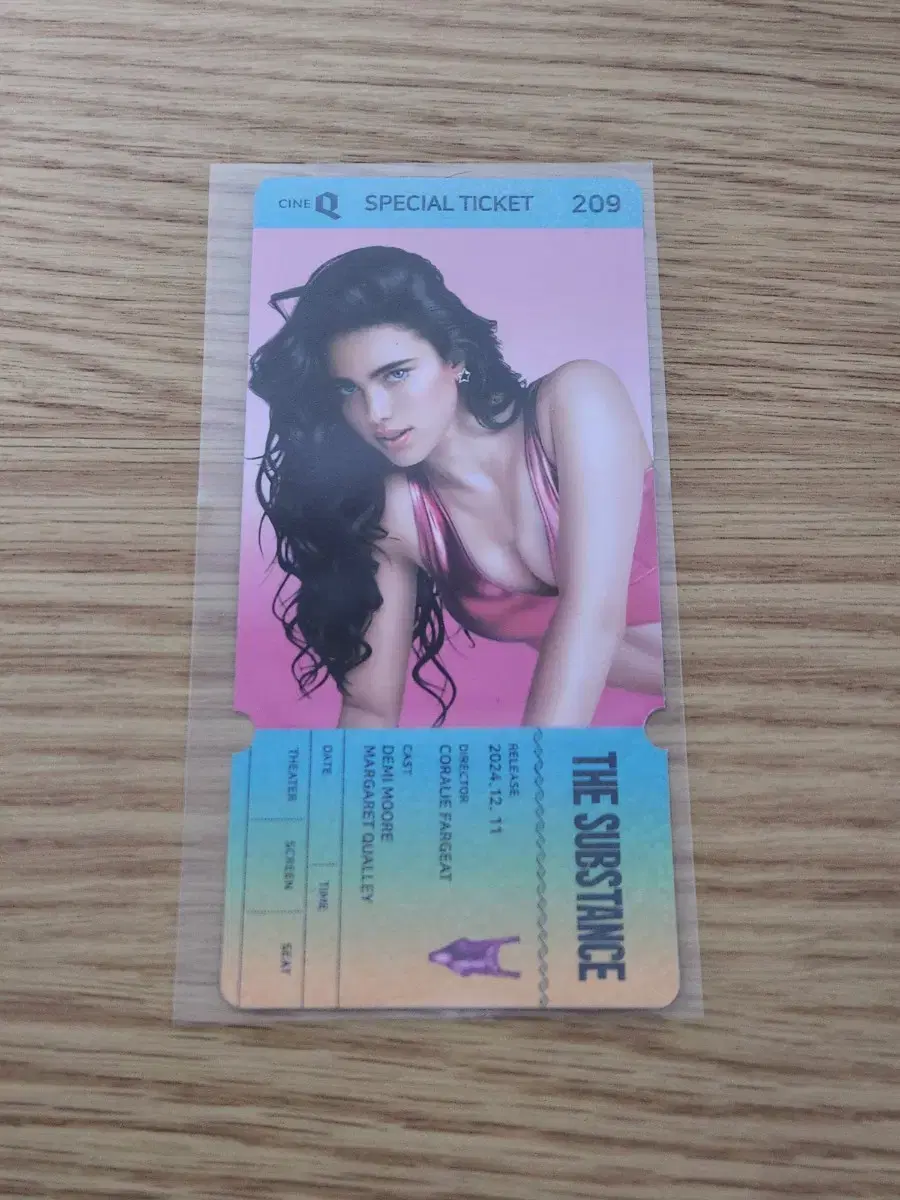 CINE Q SPECIAL TICKET 209
THE SUBSTANCE
RELEASE
2024. 12. 11
DIRECTOR
CORALIE FARGEAT
CAST
DEMI MOORE
MARGARET QUALLEY
DATE TIME
THEATER SCREEN SEAT